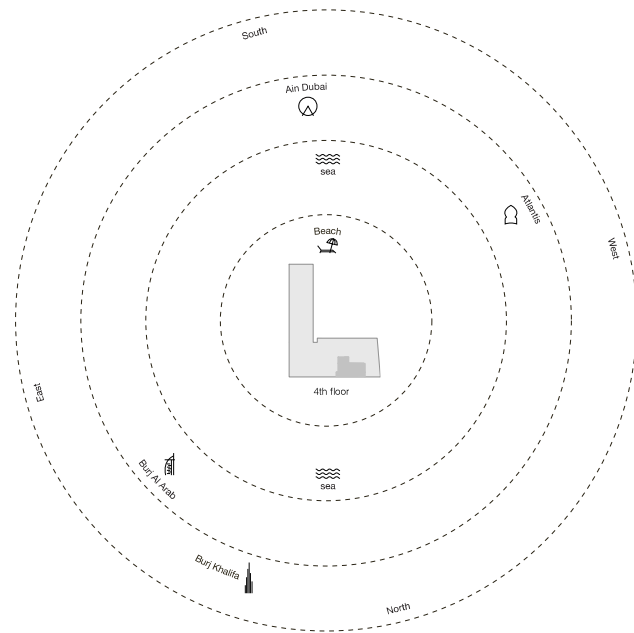 South
Ain Dubai
sea
Atlantis
Beach
West
4th floor
East
Burj Al Arab
sea
Burj Khalifa
North